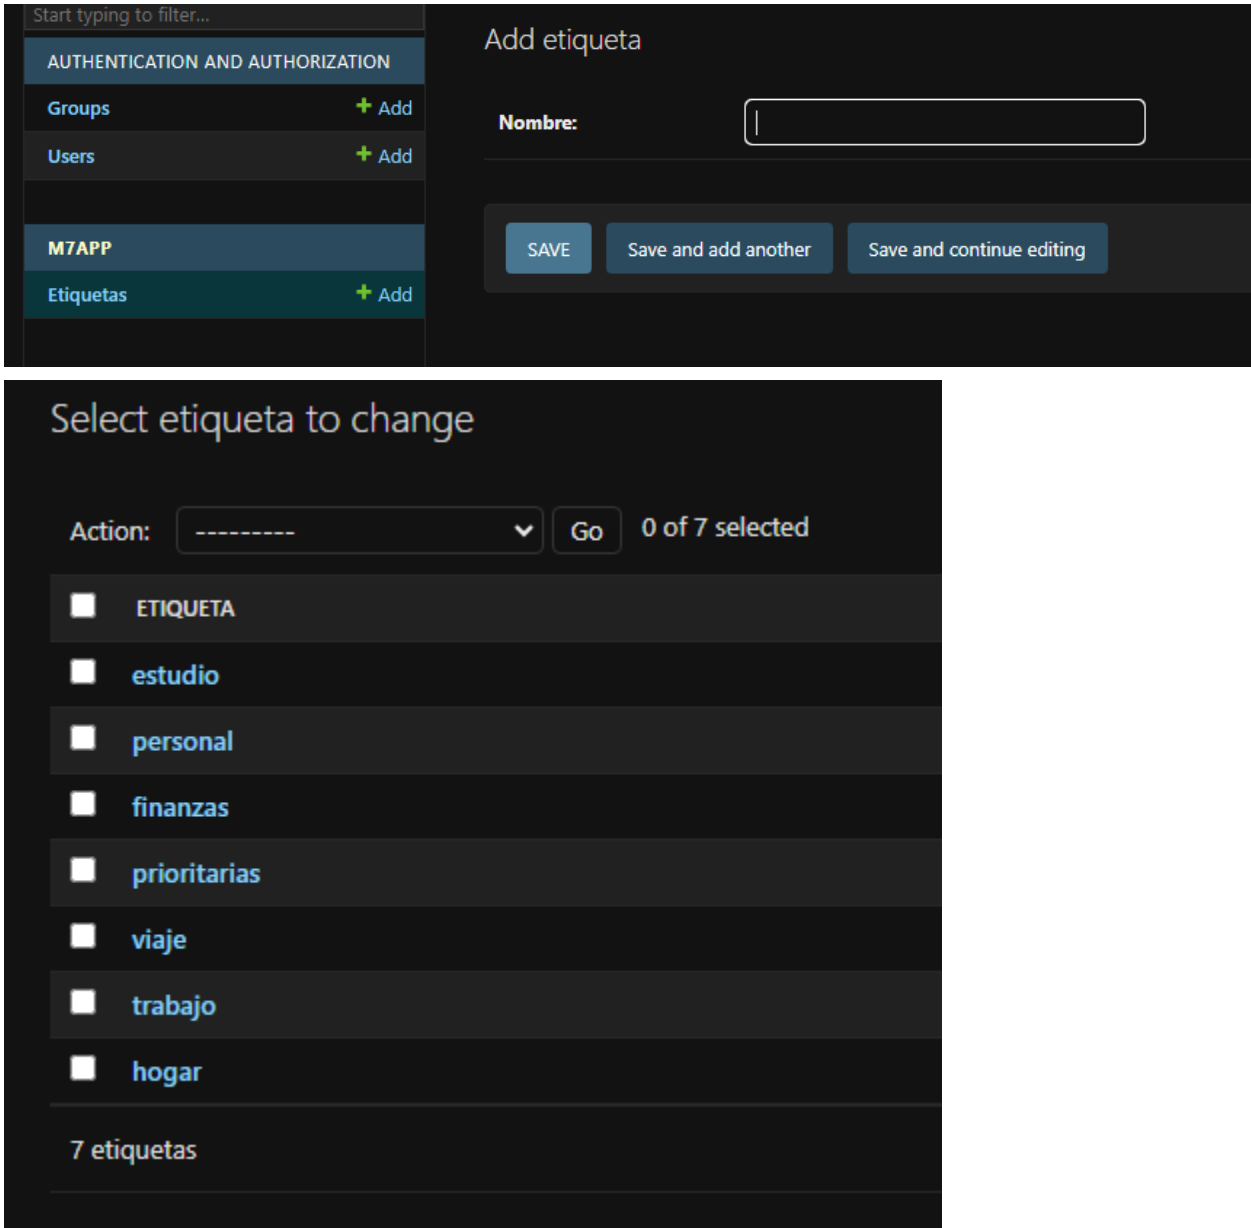 Start typing to filter...
AUTHENTICATION AND AUTHORIZATION
Groups + Add
Users + Add
M7APP
Etiquetas + Add
Add etiqueta
Nombre:
SAVE Save and add another Save and continue editing
Select etiqueta to change
Action: --------- Go 0 of 7 selected
ETIQUETA
estudio
personal
finanzas
prioritarias
viaje
trabajo
hogar
7 etiquetas